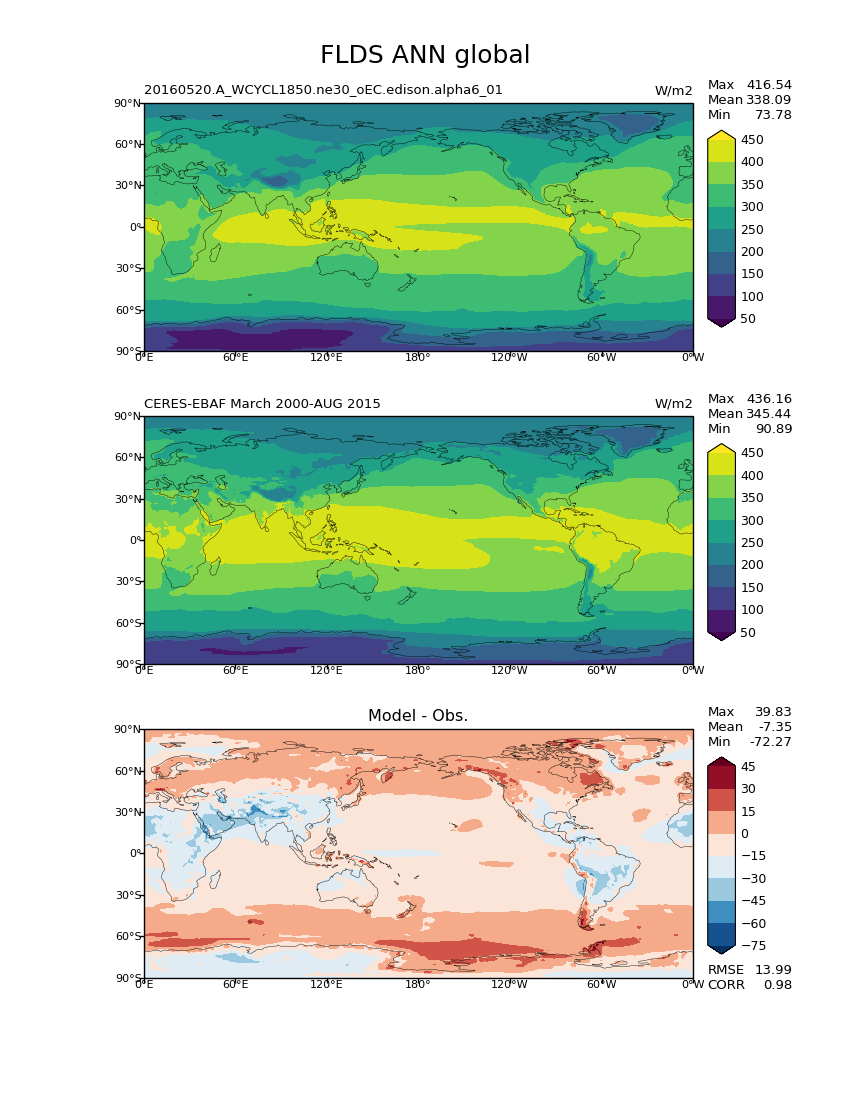 FLDS ANN global
20160520.A_WCYCL1850.ne30_oEC.edison.alpha6_01 W/m2
Max 416.54
Mean 338.09
Min 73.78
90°N
60°N
30°N
0°
30°S
60°S
90°S
0°E 60°E 120°E 180° 120°W 60°W 0°W
450
400
350
300
250
200
150
100
50
CERES-EBAF March 2000-AUG 2015 W/m2
Max 436.16
Mean 345.44
Min 90.89
90°N
60°N
30°N
0°
30°S
60°S
90°S
0°E 60°E 120°E 180° 120°W 60°W 0°W
450
400
350
300
250
200
150
100
50
Model - Obs.
Max 39.83
Mean -7.35
Min -72.27
90°N
60°N
30°N
0°
30°S
60°S
90°S
0°E 60°E 120°E 180° 120°W 60°W 0°W
45
30
15
0
−15
−30
−45
−60
−75
RMSE 13.99
CORR 0.98